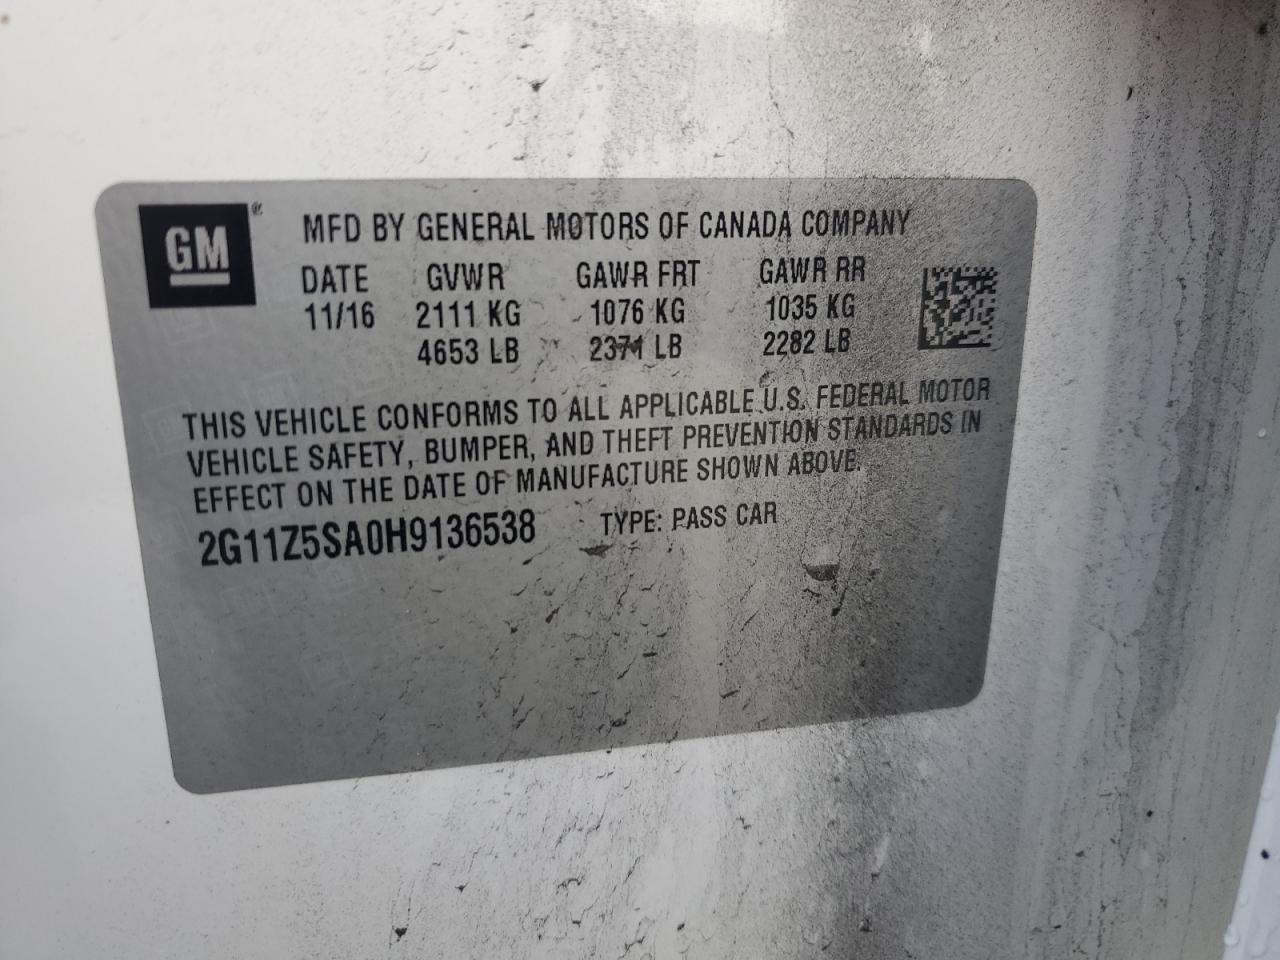 GM ® MFD BY GENERAL MOTORS OF CANADA COMPANY
DATE GVWR GAWR FRT GAWR RR
11/16 2111 KG 1076 KG 1035 KG
4653 LB 2371 LB 2282 LB
THIS VEHICLE CONFORMS TO ALL APPLICABLE U.S. FEDERAL MOTOR
VEHICLE SAFETY, BUMPER, AND THEFT PREVENTION STANDARDS IN
EFFECT ON THE DATE OF MANUFACTURE SHOWN ABOVE.
2G11Z5SA0H9136538 TYPE: PASS CAR